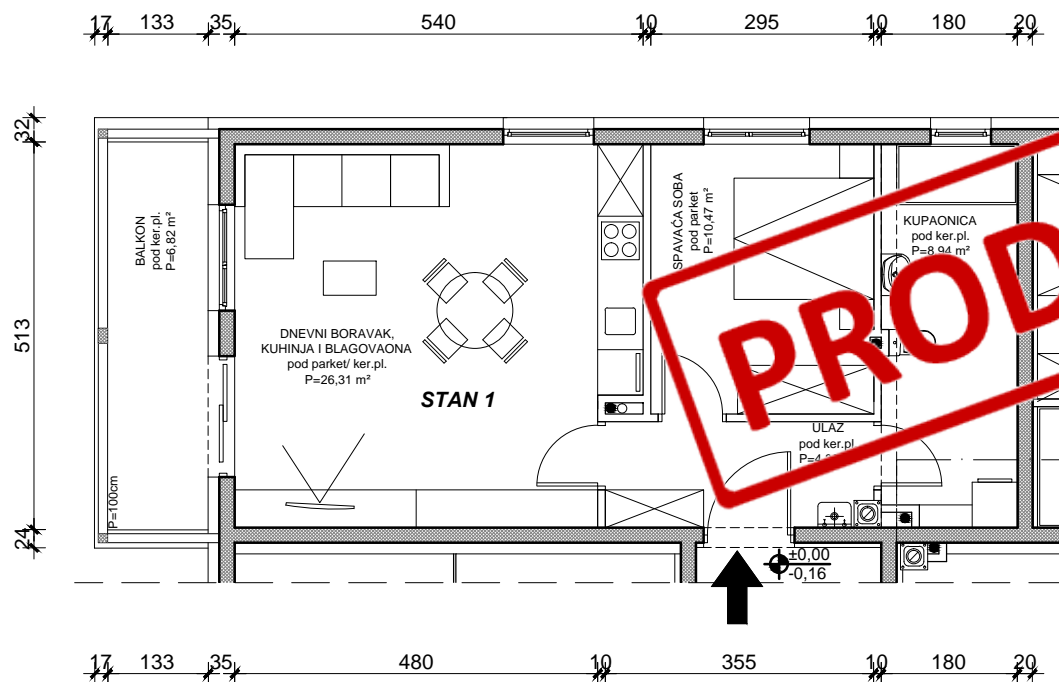 17 133 35 540 10 295 10 180 20
32
513
24
BALKON
pod ker.pl.
P=6,82 m²
P=100cm
DNEVNI BORAVAK,
KUHINJA I BLAGOVAONA
pod parket/ ker.pl.
P=26,31 m²
STAN 1
SPAVAĆA SOBA
pod parket
P=10,47 m²
KUPAONICA
pod ker.pl.
P=8,94 m²
PROD
ULAZ
pod ker.pl
±0,00
-0,16
17 133 35 480 10 355 10 180 20